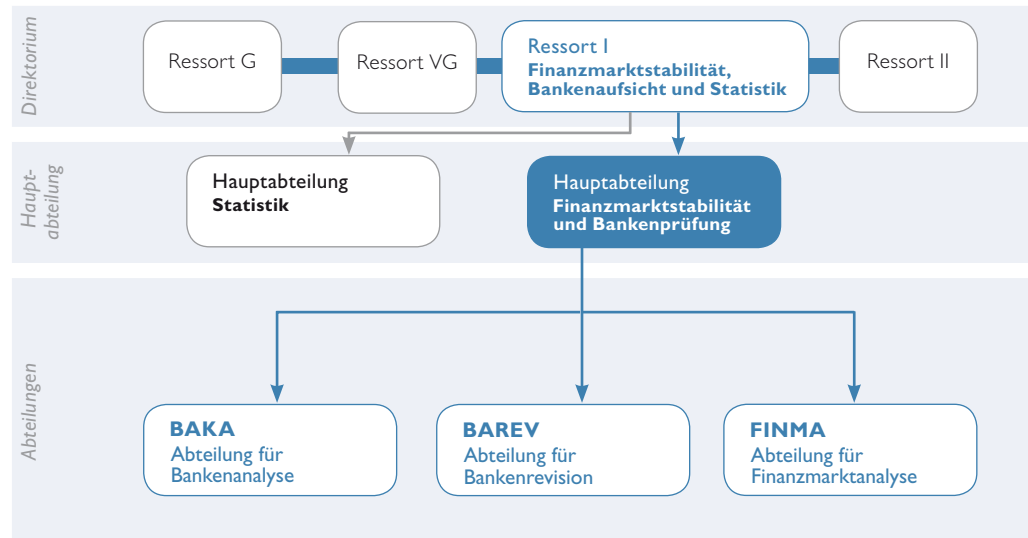 Direktorium
Ressort G
Ressort VG
Ressort I
Finanzmarktstabilität,
Bankenaufsicht und Statistik
Ressort II
Haupt-
abteilung
Hauptabteilung
Statistik
Hauptabteilung
Finanzmarktstabilität
und Bankenprüfung
Abteilungen
BAKA
Abteilung für
Bankenanalyse
BAREV
Abteilung für
Bankenrevision
FINMA
Abteilung für
Finanzmarktanalyse